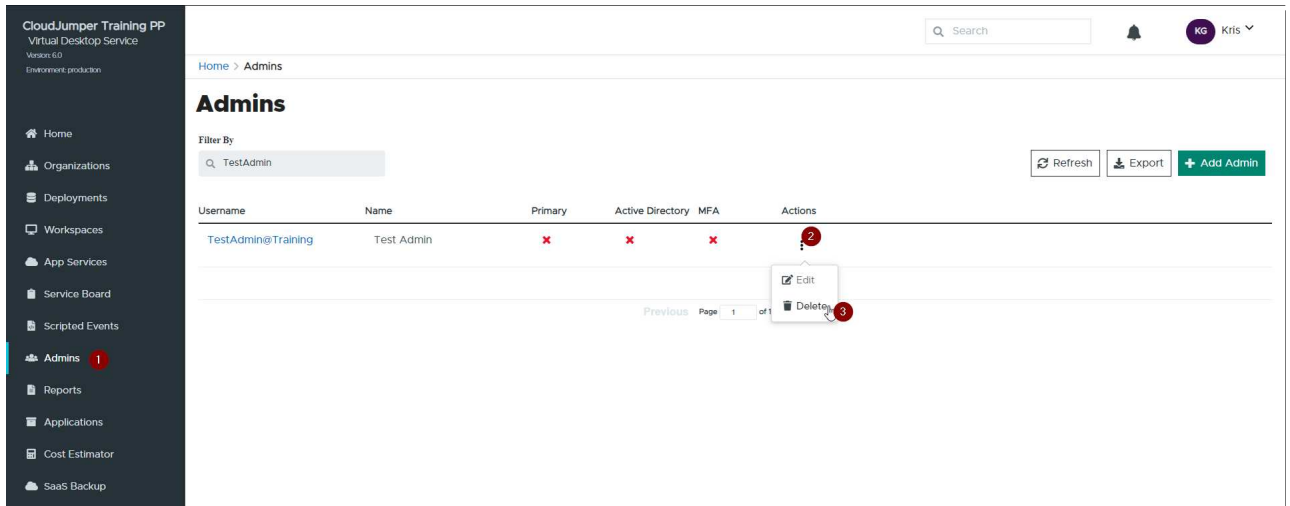 CloudJumper Training PP
Virtual Desktop Service
Version: 6.0
Environment: production
Search
KG Kris
Home > Admins
Admins
Home
Organizations
Deployments
Workspaces
App Services
Service Board
Scripted Events
Admins 1
Reports
Applications
Cost Estimator
SaaS Backup
Filter By
TestAdmin
Refresh Export + Add Admin
Username Name Primary Active Directory MFA Actions
TestAdmin@Training Test Admin 2
Edit
Delete 3
Previous Page 1 of 1